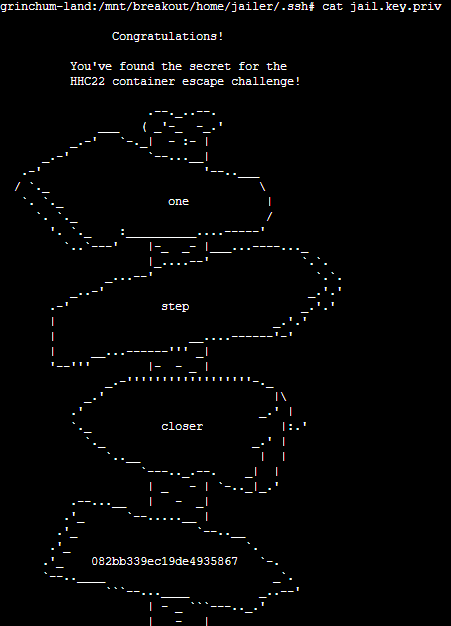 grinchum-land:/mnt/breakout/home/jailer/.ssh# cat jail.key.priv
Congratulations!
You've found the secret for the
HHC22 container escape challenge!
one
step
closer
082bb339ec19de4935867